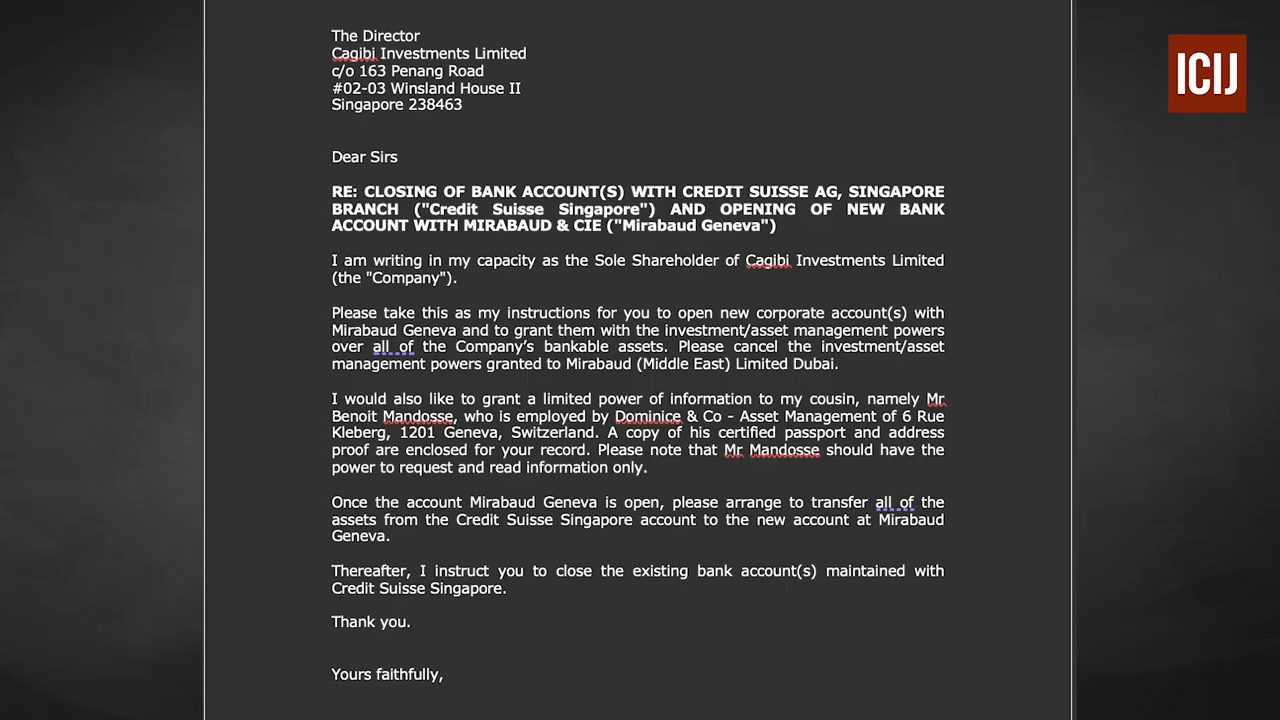 The Director
Cagibi Investments Limited
c/o 163 Penang Road
#02-03 Winsland House II
Singapore 238463
ICIJ
Dear Sirs
RE: CLOSING OF BANK ACCOUNT(S) WITH CREDIT SUISSE AG, SINGAPORE
BRANCH ("Credit Suisse Singapore") AND OPENING OF NEW BANK
ACCOUNT WITH MIRABAUD & CIE ("Mirabaud Geneva")
I am writing in my capacity as the Sole Shareholder of Cagibi Investments Limited
(the "Company").
Please take this as my instructions for you to open new corporate account(s) with
Mirabaud Geneva and to grant them with the investment/asset management powers
over all of the Company's bankable assets. Please cancel the investment/asset
management powers granted to Mirabaud (Middle East) Limited Dubai.
I would also like to grant a limited power of information to my cousin, namely Mr
Benoit Mandosse, who is employed by Dominice & Co - Asset Management of 6 Rue
Kleberg, 1201 Geneva, Switzerland. A copy of his certified passport and address
proof are enclosed for your record. Please note that Mr Mandosse should have the
power to request and read information only.
Once the account Mirabaud Geneva is open, please arrange to transfer all of the
assets from the Credit Suisse Singapore account to the new account at Mirabaud
Geneva.
Thereafter, I instruct you to close the existing bank account(s) maintained with
Credit Suisse Singapore.
Thank you.
Yours faithfully,